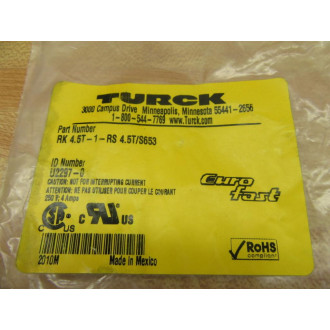 TURCK
3000 Campus Drive Minneapolis, Minnesota 55441-2656
1-800-544-7769 www.Turck.com
Part Number
RK 4.5T-1-RS 4.5T/S653
ID Number
U2297-0
CAUTION: NOT FOR INTERRUPTING CURRENT
ATTENTION: NE PAS UTILISER POUR COUPLER LE COURANT
250 V; 4 Amps
Euro fast
C US
C US
RoHS
compliant
2010M Made in Mexico